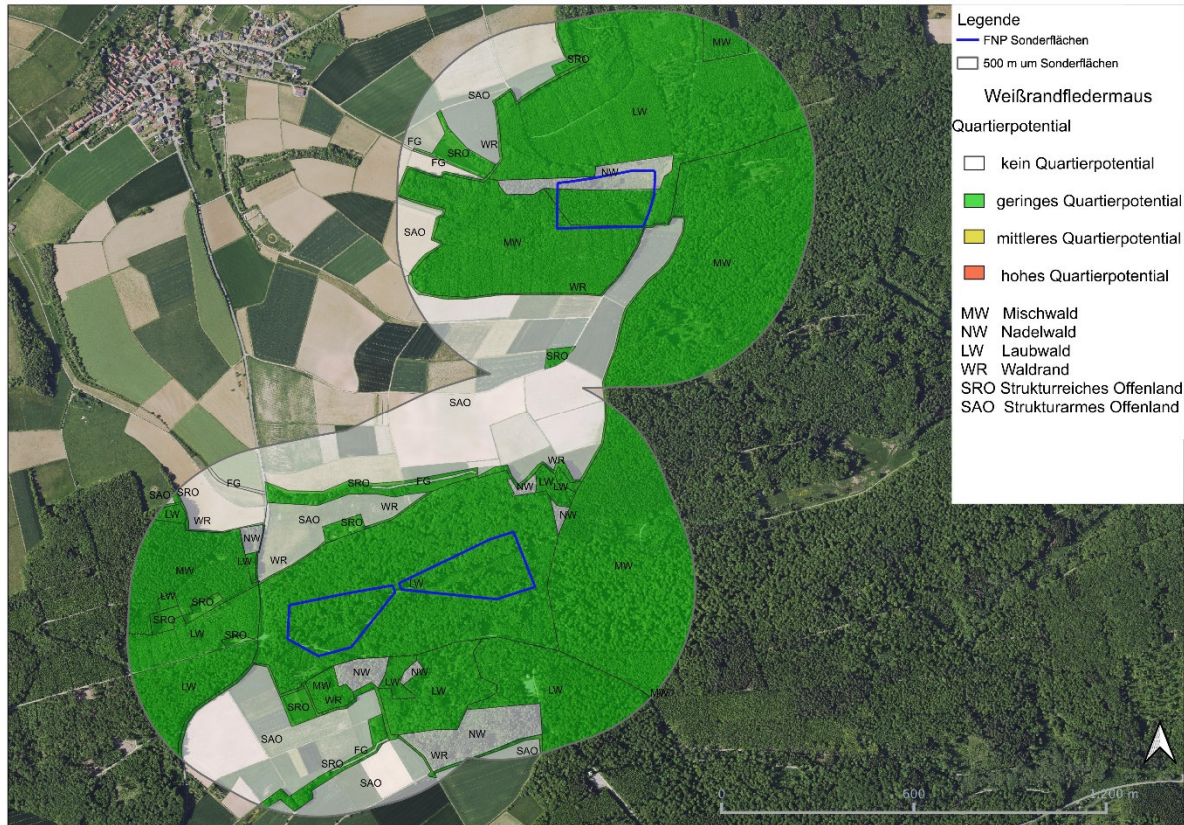 Legende
FNP Sonderflächen
500 m um Sonderflächen
Weißrandfledermaus
Quartierpotential
kein Quartierpotential
geringes Quartierpotential
mittleres Quartierpotential
hohes Quartierpotential
MW Mischwald
NW Nadelwald
LW Laubwald
WR Waldrand
SRO Strukturreiches Offenland
SAO Strukturarmes Offenland
MW
SRO
SAO
LW
FG
WR
SRO
FG
NW
SAO
MW
MW
WR
SRO
SAO
WR
FG
SRO
FG
SAO
SRO
NW
LW
LW
LW
WR
SAO
WR
SRO
NW
NW
LW
WR
MW
LW
MW
LW
SRO
SRO
LW
SRO
LW
NW
NW
MW
LW
LW
LW
MW
WR
SRO
NW
SAO
FG
WR
SAO
SRO
SAO
0 600 1.200 m